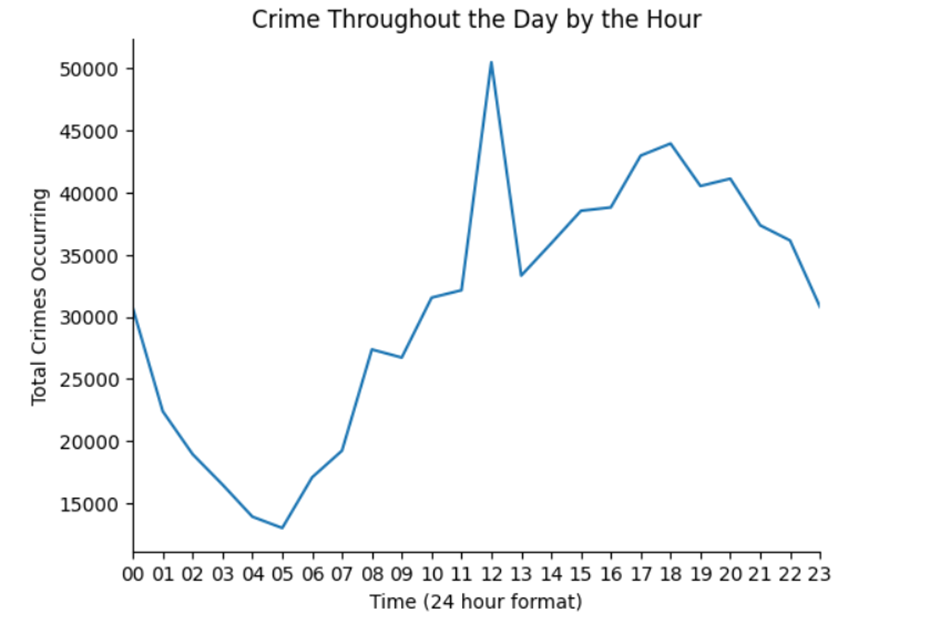 Crime Throughout the Day by the Hour
50000
45000
40000
35000
30000
25000
20000
15000
Total Crimes Occurring
00 01 02 03 04 05 06 07 08 09 10 11 12 13 14 15 16 17 18 19 20 21 22 23
Time (24 hour format)